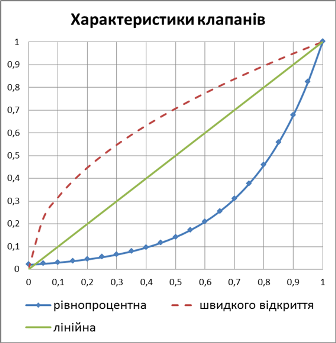 Характеристики клапанів
1
0,9
0,8
0,7
0,6
0,5
0,4
0,3
0,2
0,1
0
0 0,1 0,2 0,3 0,4 0,5 0,6 0,7 0,8 0,9 1
рівнопроцентна швидкого відкриття
лінійна